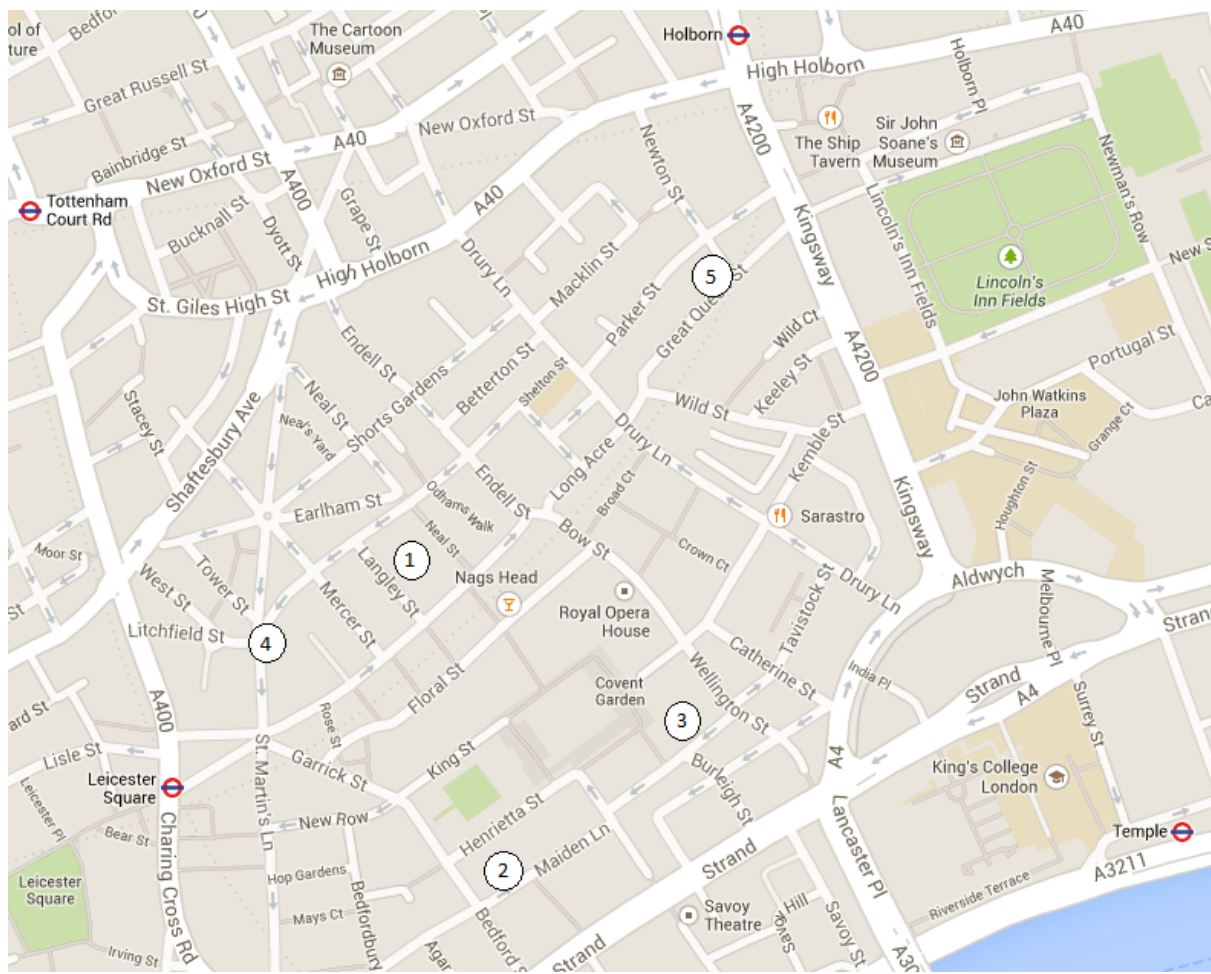 ol of
ture
Bedfo
The Cartoon
Museum
Holborn
A40
High Holborn
Holborn Pl
Great Russell St
New Oxford St
A40
A4200
The Ship
Tavern
Sir John
Soane's
Museum
Bainbridge St
New Oxford St
A400
Newton St
Newman's Row
Tottenham
Court Rd
Bucknall St
Dyott St
Grape St
A40
Kingsway
Lincoln's Inn Fields
New S
High Holborn
Drury Ln
Macklin St
5
Lincoln's
Inn Fields
St. Giles High St
Parker St
Great Que
St
Endell St
Wild Ct
A4200
Portugal St
Betterton St
Shelton St
Keeley St
Stacey St
Neal St
Shorts Gardens
Wild St
John Watkins
Plaza
Ca
Neal's Yard
Drury Ln
Grange Ct
Shaftesbury Ave
Kemble St
Endell St
Long Acre
Broad Ct
Kingsway
Houghton St
Earlham St
Odhams Walk
Sarastro
Moor St
Neal St
Bow St
Langley St
1
Crown Ct
West St
Tower St
Mercer St
Nags Head
Royal Opera
House
Drury Ln
Aldwych
Melbourne Pl
St
Litchfield St
4
Tavistock St
Strand
Catherine St
India Pl
Floral St
Wellington St
Strand
A4
Covent
Garden
Surrey St
A400
Rose St
3
ard St
Lisle St
St. Martin's Ln
Garrick St
King St
Burleigh St
A4
King's College
London
Leicester
Square
Leicester Pl
Bear St
Charing Cross Rd
New Row
Henrietta St
Lancaster Pl
Temple
Maiden Ln
Strand
A3211
Leicester
Square
Hop Gardens
2
Bedfordbury
Riverside Terrace
Mays Ct
Bedford S
Savoy
Theatre
Savoy Hill
Savoy St
Irving St
Agar
Strand
A30